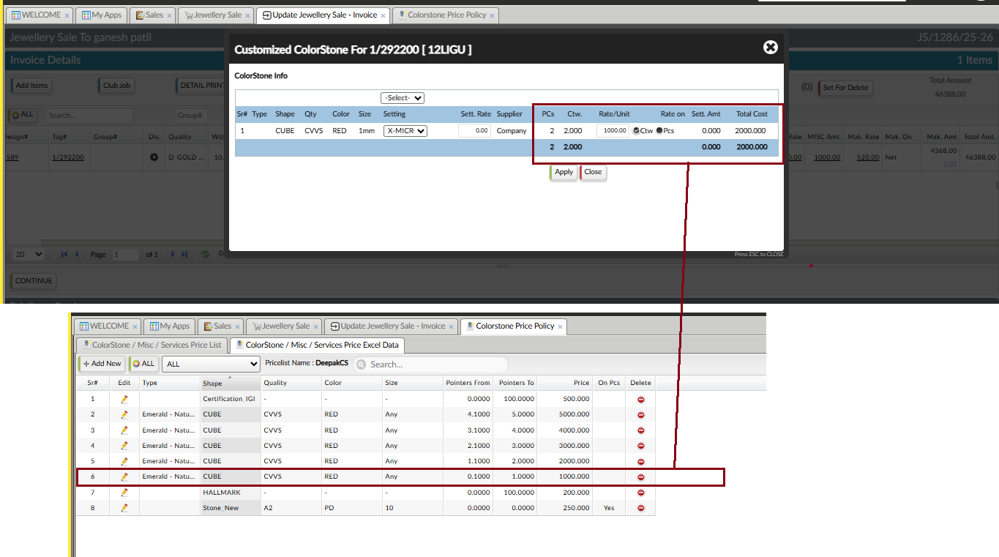 WELCOME × My Apps Sales × Jewellery Sale × Update Jewellery Sale - Invoice × Colorstone Price Policy ×
Jewellery Sale To ganesh patil JS/1286/25-26
Invoice Details 1 Items
Customized ColorStone For 1/292200 [ 12LIGU ]
Add Items Club Job DETAIL PRINT (0) Set For Delete Total Amount
46388.00
ColorStone Info
-Select-
ALL Search... Group#
Sr# Type Shape Qty Color Size Setting Sett. Rate Supplier PCs Ctw. Rate/Unit Rate on Sett. Amt Total Cost
Design# Tag# Group# Dis. Quality Rate MISC Amt. Mak. Rate Mak. On Mak. Amt Total Amt.
1 CUBE CVVS RED 1mm X-MICR 0.00 Company 2 2.000 1000.00 Ctw Pcs 0.000 2000.000
2 2.000 0.000 2000.000
589 1/292200 D GOLD ... 10. 0.00 1000.00 520.00 Net 4368.00 46388.00
0.00
Apply Close
20 Page 1 of 1
Press ESC to CLOSE
CONTINUE
WELCOME × My Apps Sales × Jewellery Sale × Update Jewellery Sale - Invoice × Colorstone Price Policy ×
ColorStone / Misc / Services Price List ColorStone / Misc / Services Price Excel Data
+ Add New ALL ALL Pricelist Name : DeepakCS Search...
Sr# Edit Type Shape Quality Color Size Pointers From Pointers To Price On Pcs Delete
1 Certification_IGI - - - 0.0000 100.0000 500.000
2 Emerald - Natu... CUBE CVVS RED Any 4.1000 5.0000 5000.000
3 Emerald - Natu... CUBE CVVS RED Any 3.1000 4.0000 4000.000
4 Emerald - Natu... CUBE CVVS RED Any 2.1000 3.0000 3000.000
5 Emerald - Natu... CUBE CVVS RED Any 1.1000 2.0000 2000.000
6 Emerald - Natu... CUBE CVVS RED Any 0.1000 1.0000 1000.000
7 HALLMARK - - - 0.0000 100.0000 200.000
8 Stone_New A2 PD 10 0.0000 0.0000 250.000 Yes